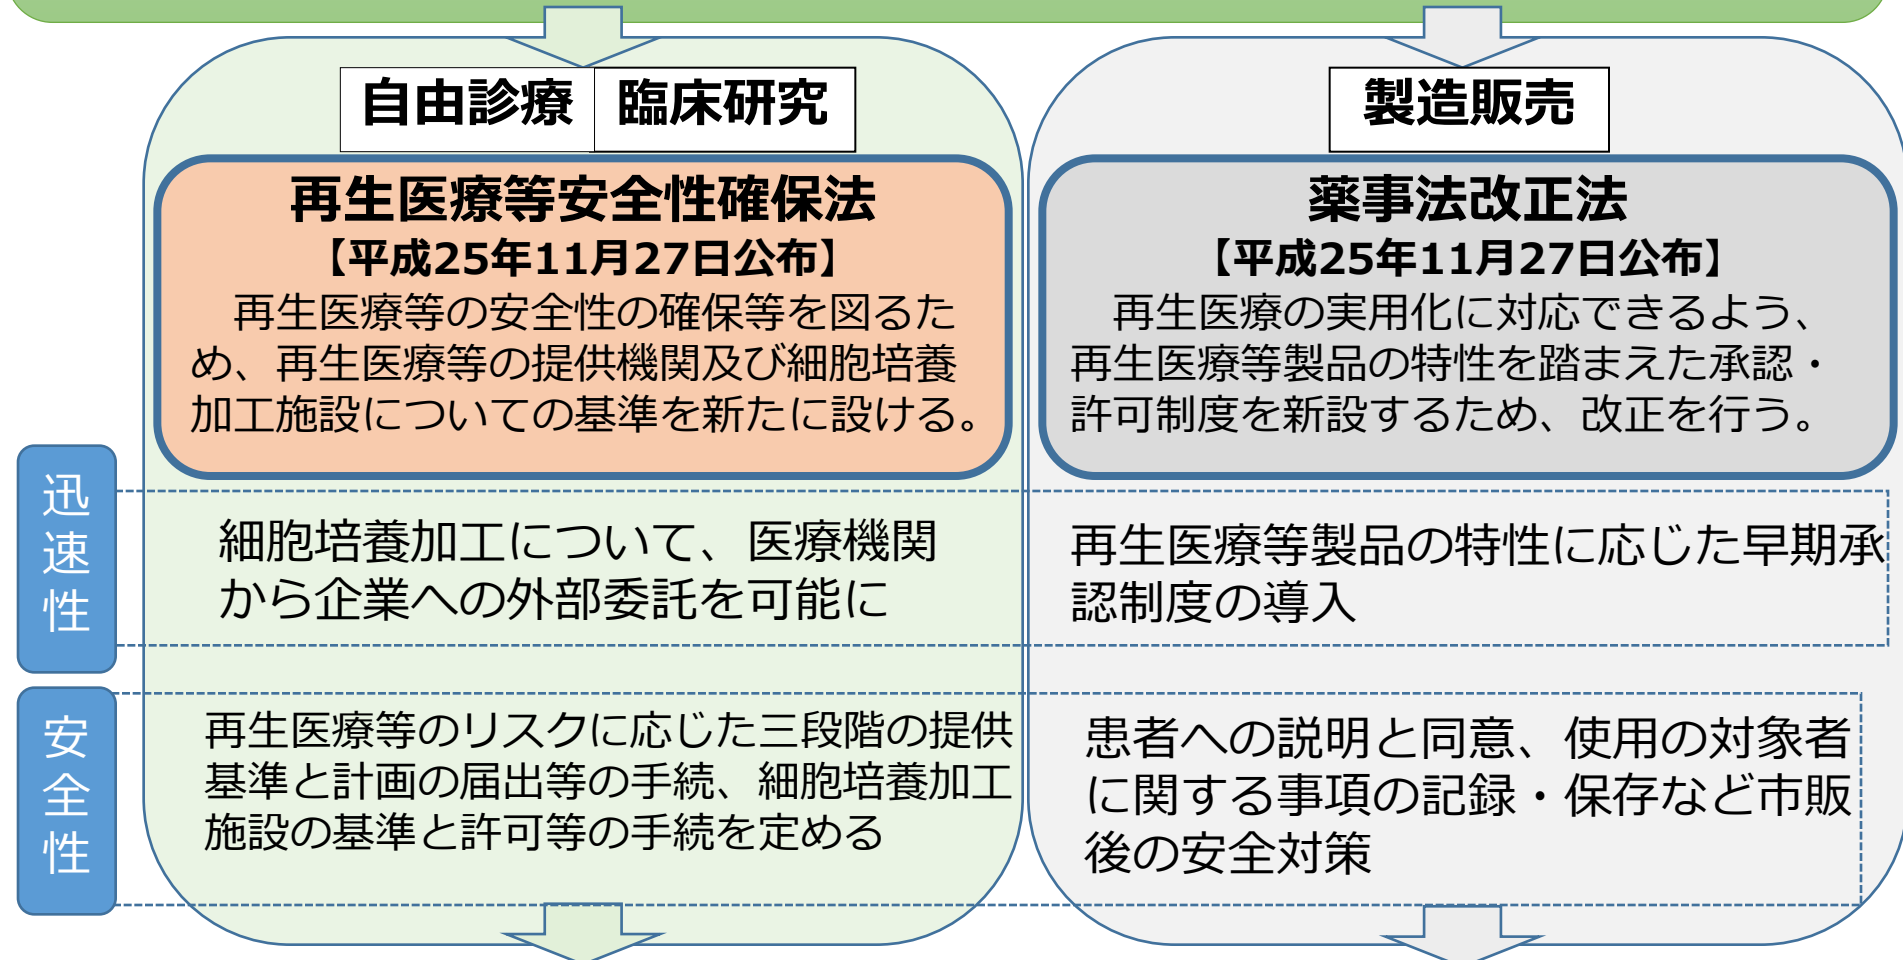 自由診療
臨床研究
再生医療等安全性確保法
【平成25年11月27日公布】
再生医療等の安全性の確保等を図るた
め、再生医療等の提供機関及び細胞培養
加工施設についての基準を新たに設ける。
製造販売
薬事法改正法
【平成25年11月27日公布】
再生医療の実用化に対応できるよう、
再生医療等製品の特性を踏まえた承認・
許可制度を新設するため、改正を行う。
迅速性
細胞培養加工について、医療機関
から企業への外部委託を可能に
再生医療等製品の特性に応じた早期承
認制度の導入
安全性
再生医療等のリスクに応じた三段階の提供
基準と計画の届出等の手続、細胞培養加工
施設の基準と許可等の手続を定める
患者への説明と同意、使用の対象者
に関する事項の記録・保存など市販
後の安全対策